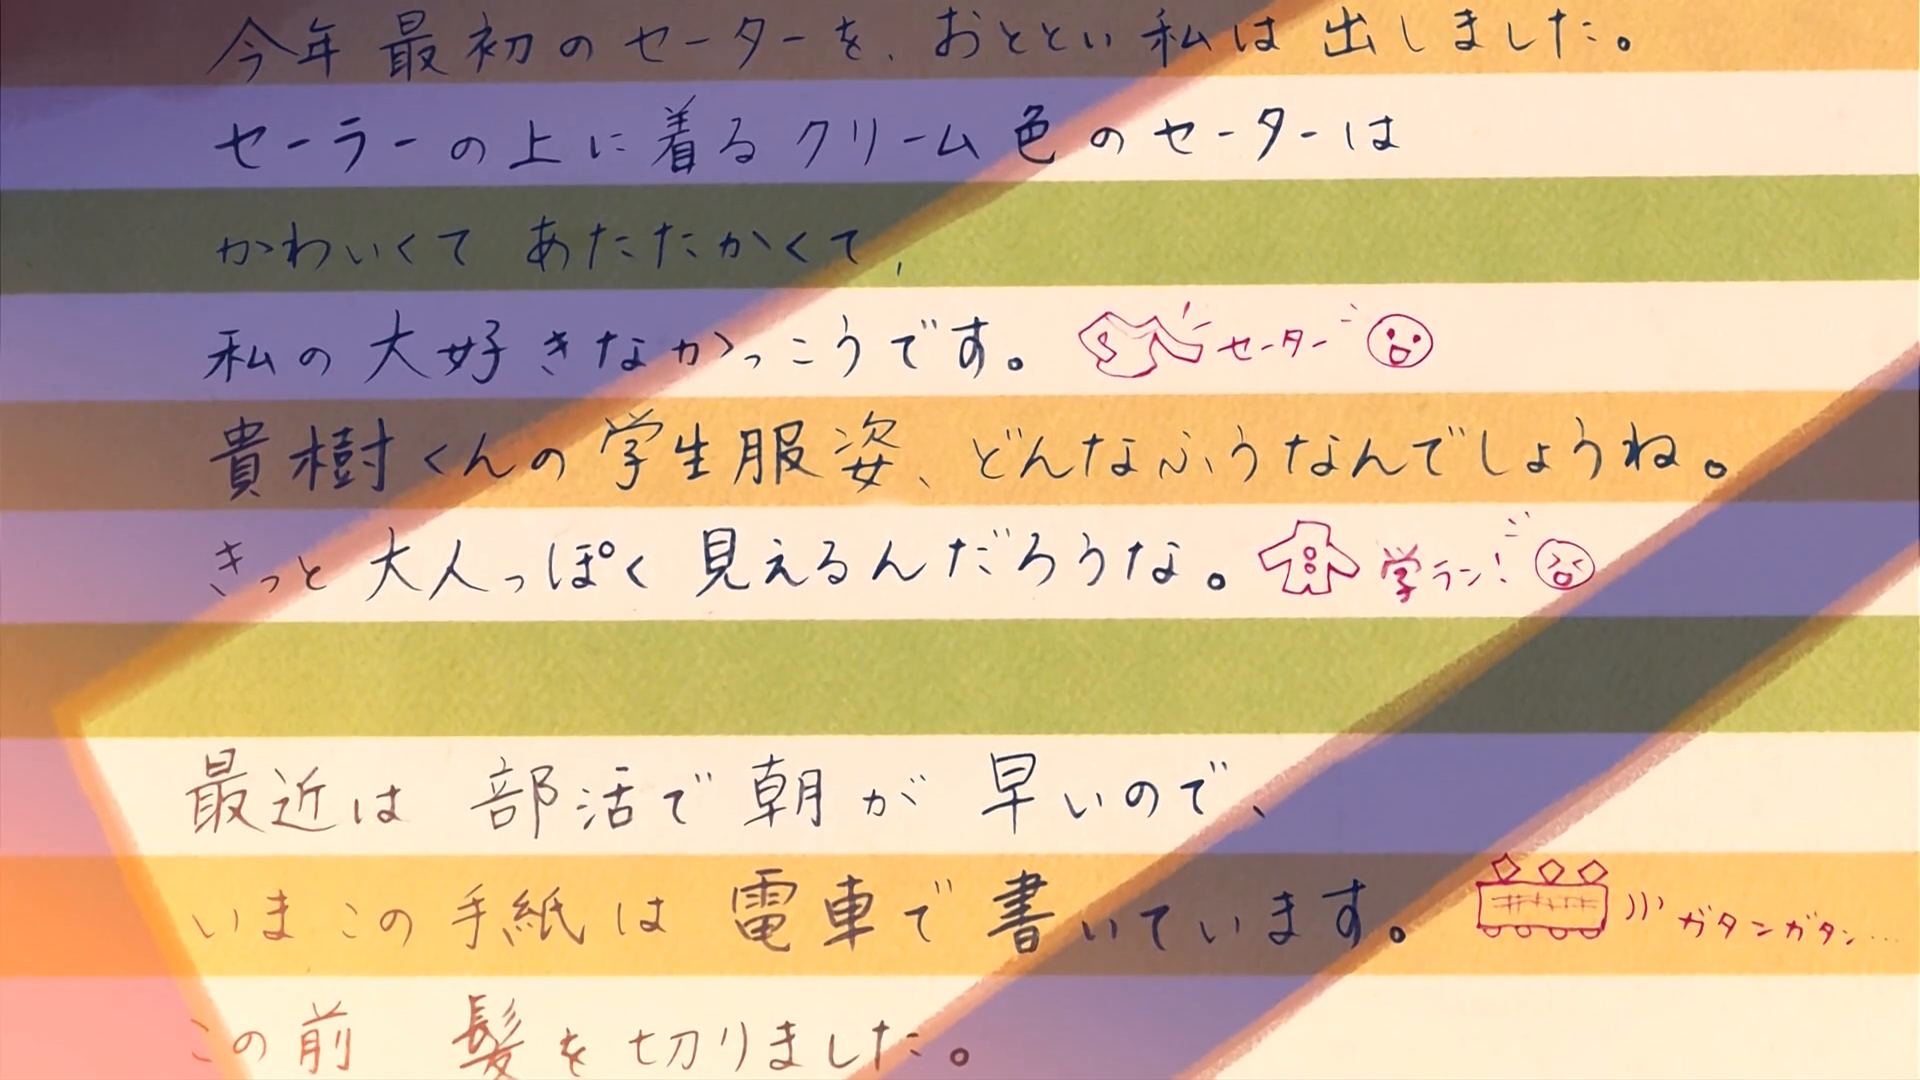 今年最初のセーターを、おととい私は出しました。
セーラーの上に着るクリーム色のセーターは
かわいくてあたたかくて、
私の大好きなかっこうです。 セーター
貴樹くんの学生服姿、どんなふうなんでしょうね。
きっと大人っぽく見えるんだろうな。 学ラン!
最近は部活で朝が早いので、
いまこの手紙は電車で書いています。 ガタンガタン…
この前 髪を切りました。